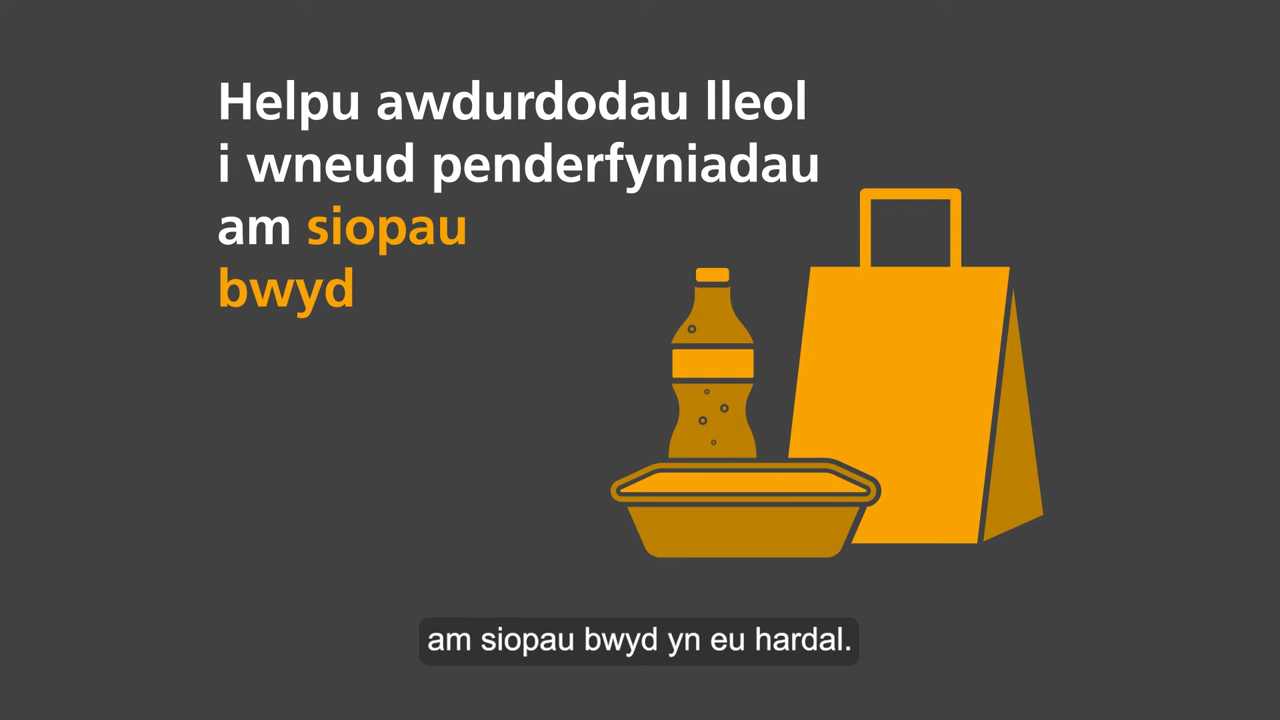 Helpu awdurdodau lleol
i wneud penderfyniadau
am siopau
bwyd
am siopau bwyd yn eu hardal.